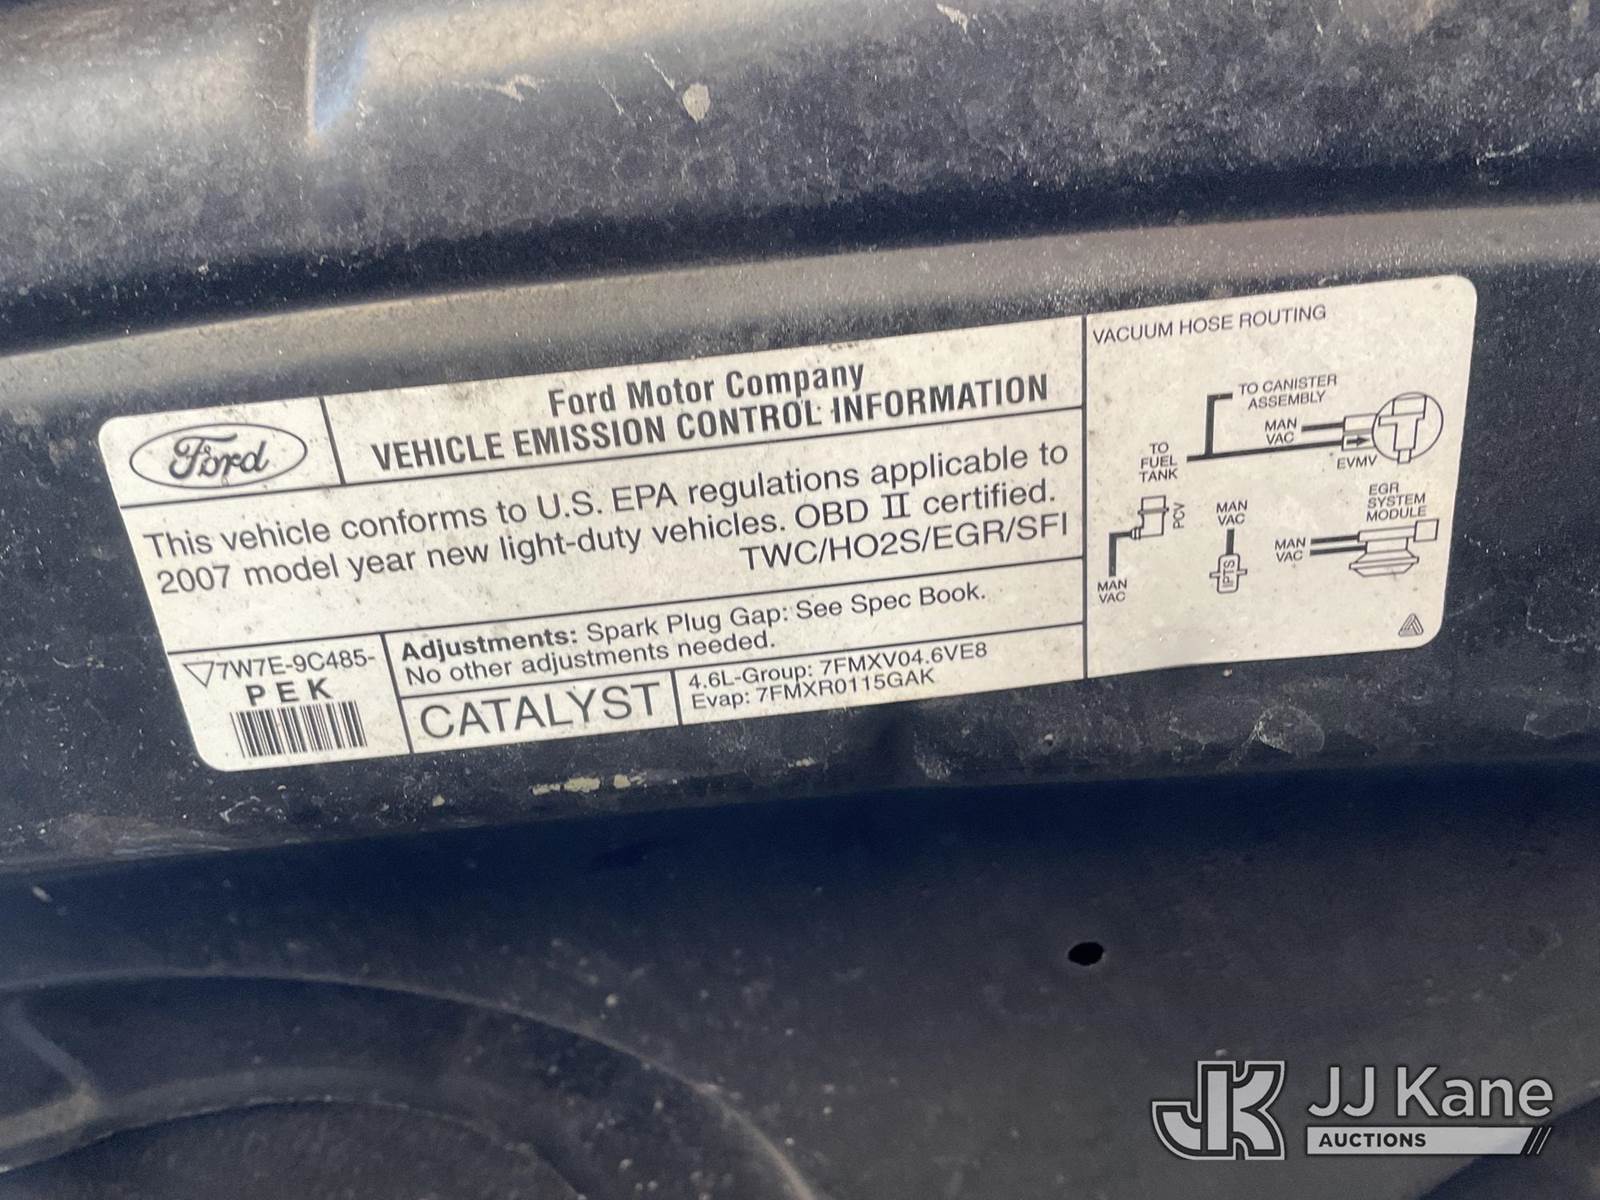 Ford
Ford Motor Company
VEHICLE EMISSION CONTROL INFORMATION
This vehicle conforms to U.S. EPA regulations applicable to
2007 model year new light-duty vehicles. OBD II certified.
TWC/HO2S/EGR/SFI
7W7E-9C485-
PEK
Adjustments: Spark Plug Gap: See Spec Book.
No other adjustments needed.
CATALYST
4.6L-Group: 7FMXV04.6VE8
Evap: 7FMXR0115GAK
VACUUM HOSE ROUTING
TO CANISTER
ASSEMBLY
MAN
VAC
EVMV
TO
FUEL
TANK
PCV
MAN
VAC
MAN
VAC
IPTS
EGR
SYSTEM
MODULE
MAN
VAC
JK
JJ Kane
AUCTIONS